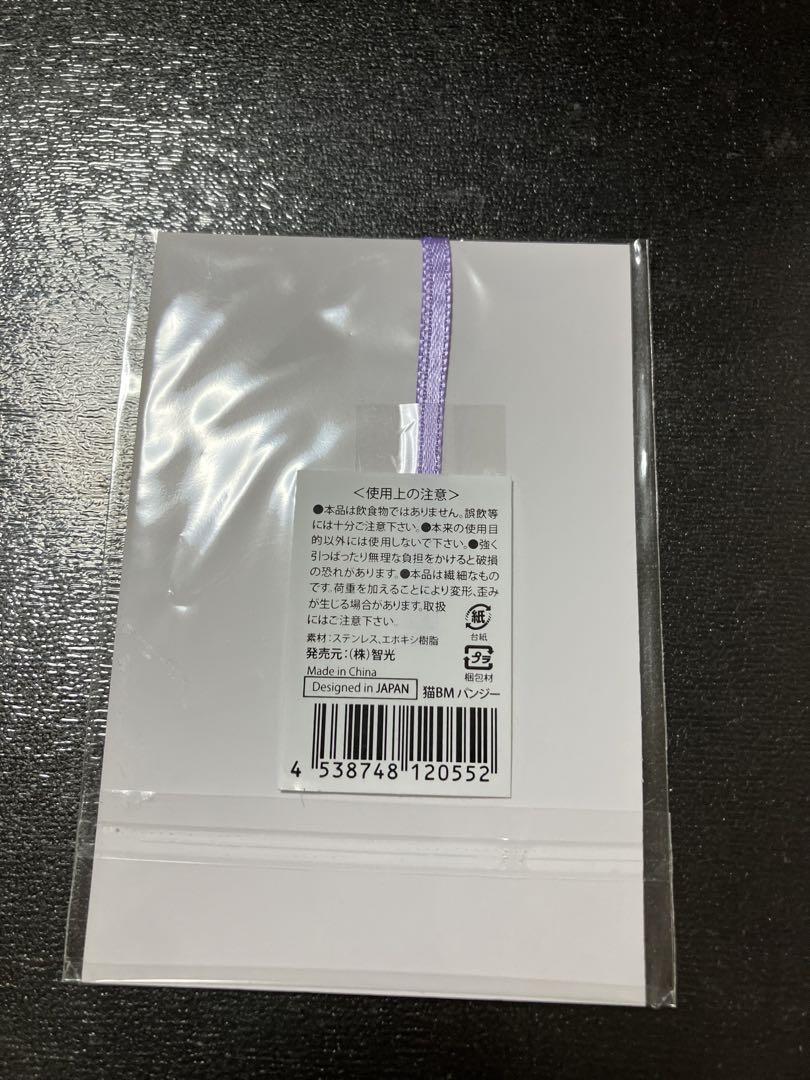 ＜使用上の注意＞
●本品は飲食物ではありません。誤飲等
には十分ご注意下さい。●本来の使用目
的以外には使用しないで下さい。●強く
引っぱったり無理な負担をかけると破損
の恐れがあります。●本品は繊細なもの
です。荷重を加えることにより変形、歪み
が生じる場合があります。取扱
にはご注意下さい。
紙
台紙
素材：ステンレス、エポキシ樹脂
発売元：(株)智光
プラ
梱包材
Made in China
Designed in JAPAN
猫BM パンジー
4 538748 120552